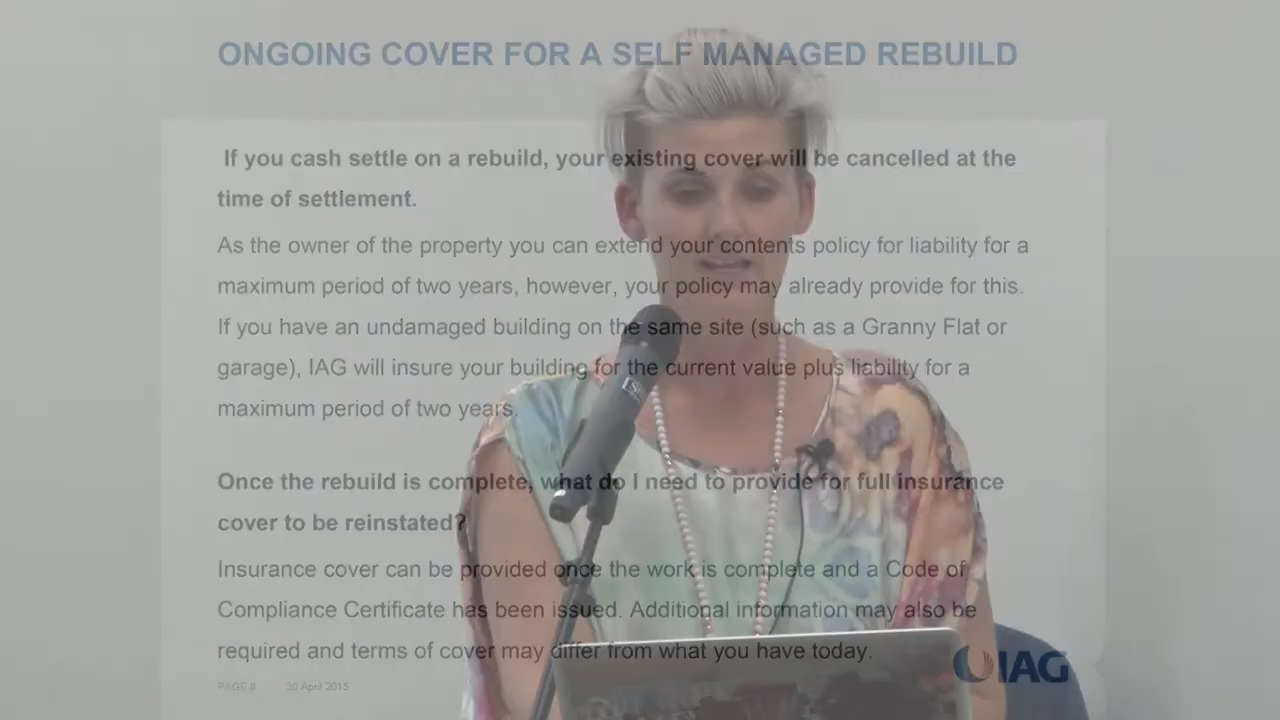 ONGOING COVER FOR A SELF MANAGED REBUILD
If you cash settle on a rebuild, your existing cover will be cancelled at the
time of settlement.
As the owner of the property you can extend your contents policy for liability for a
maximum period of two years, however, your policy may already provide for this.
If you have an undamaged building on the same site (such as a Granny Flat or
garage), IAG will insure your building for the current value plus liability for a
maximum period of two years.
Once the rebuild is complete, what do I need to provide for full insurance
cover to be reinstated?
Insurance cover can be provided once the work is complete and a Code of
Compliance Certificate has been issued. Additional information may also be
required and terms of cover may differ from what you have today.
PAGE 8 30 April 2015
IAG